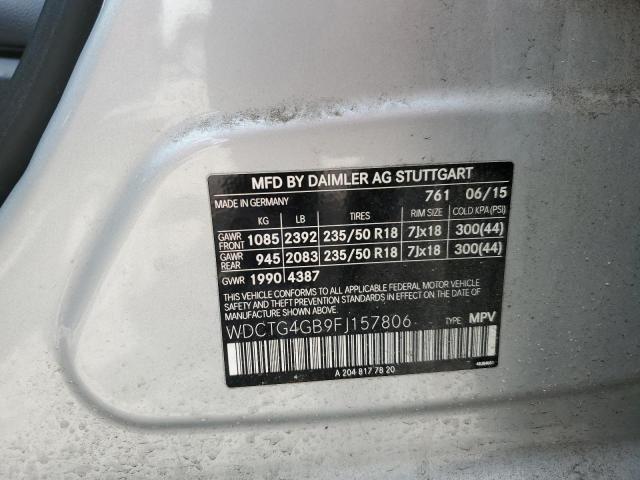 MFD BY DAIMLER AG STUTTGART
MADE IN GERMANY 761 06/15
KG LB TIRES RIM SIZE COLD KPA(PSI)
GAWR FRONT 1085 2392 235/50 R18 7Jx18 300(44)
GAWR REAR 945 2083 235/50 R18 7Jx18 300(44)
GVWR 1990 4387
THIS VEHICLE CONFORMS TO ALL APPLICABLE FEDERAL MOTOR VEHICLE
SAFETY AND THEFT PREVENTION STANDARDS IN EFFECT ON THE DATE OF
MANUFACTURE SHOWN ABOVE.
WDCTG4GB9FJ157806 TYPE MPV
A 204 817 78 20